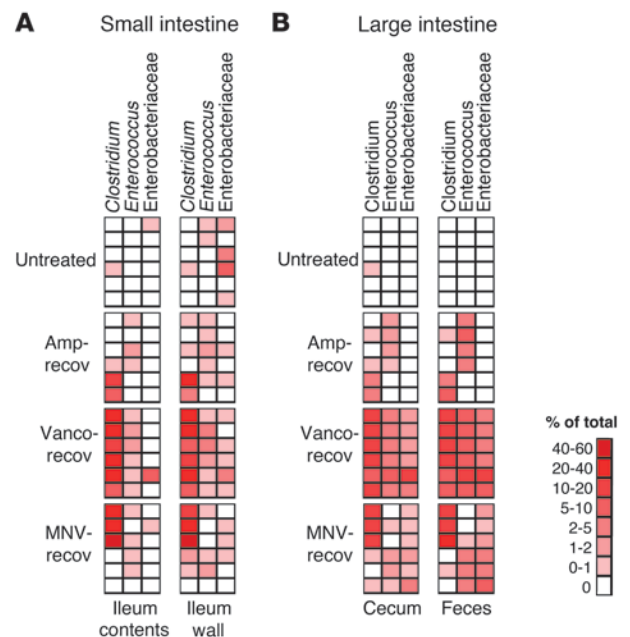 A Small intestine
B Large intestine
Clostridium
Enterococcus
Enterobacteriaceae
Clostridium
Enterococcus
Enterobacteriaceae
Clostridium
Enterococcus
Enterobacteriaceae
Clostridium
Enterococcus
Enterobacteriaceae
Untreated
Amp-
recov
Vanco-
recov
MNV-
recov
Ileum
contents
Ileum
wall
Untreated
Amp-
recov
Vanco-
recov
MNV-
recov
Cecum
Feces
% of total
40-60
20-40
10-20
5-10
2-5
1-2
0-1
0